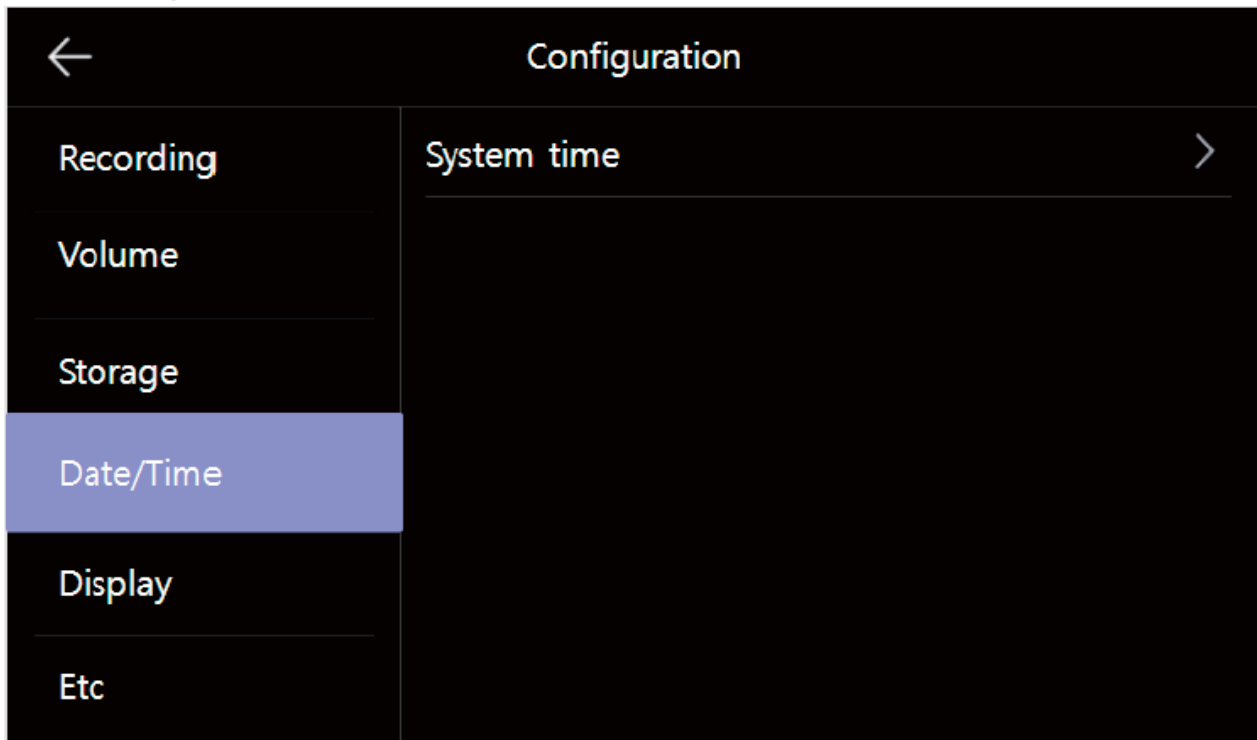 Configuration
Recording
Volume
Storage
Date/Time
Display
Etc
System time